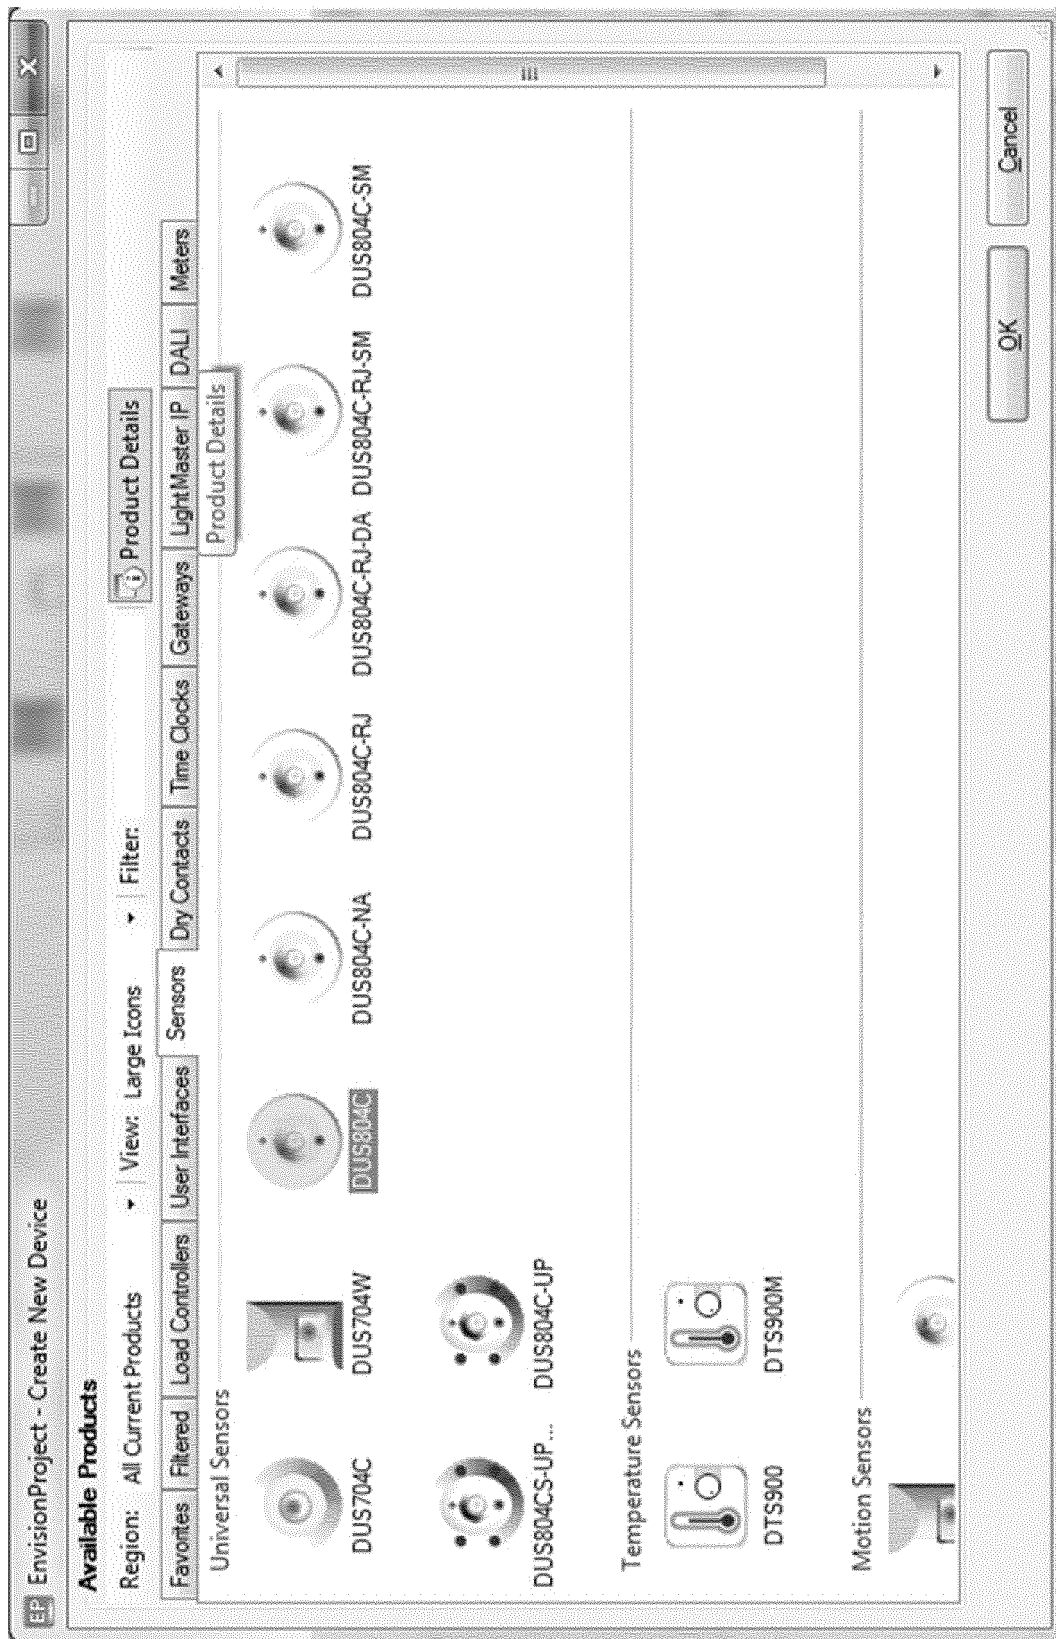 EP EnvisionProject - Create New Device
Available Products
Region: All Current Products View: Large Icons Filter: Product Details
Favorites Filtered Load Controllers User Interfaces Sensors Dry Contacts Time Clocks Gateways LightMaster IP DALI Meters
Product Details
Universal Sensors
DUS704C DUS704W DUS804C DUS804C-NA DUS804C-RJ DUS804C-RJ-DA DUS804C-RJ-SM DUS804C-SM
DUS804CS-UP... DUS804C-UP
Temperature Sensors
DTS900 DTS900M
Motion Sensors
OK Cancel